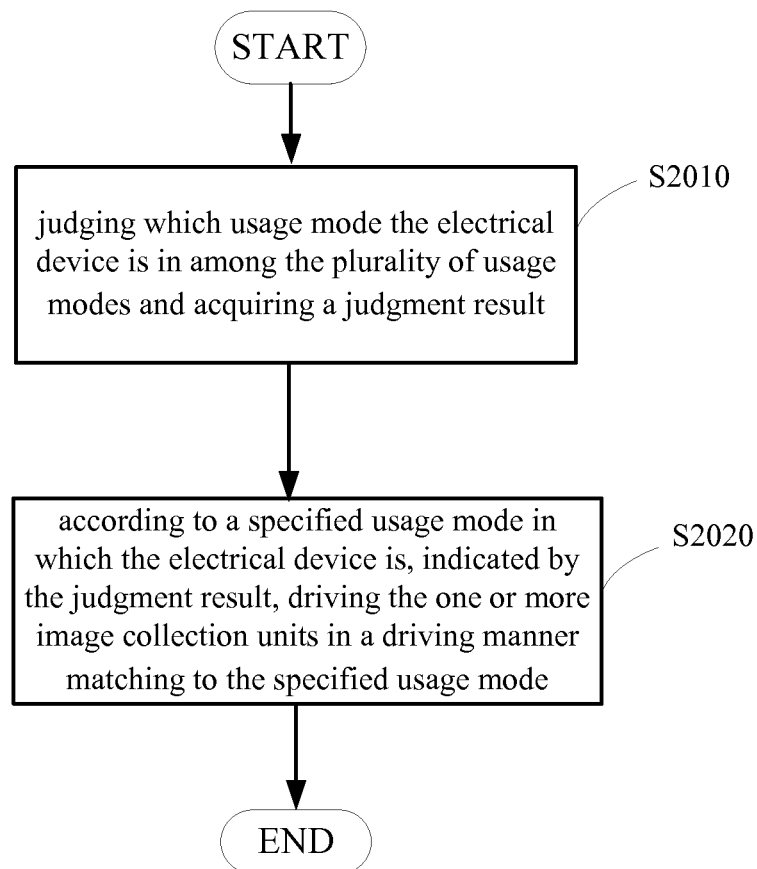 START
S2010
judging which usage mode the electrical
device is in among the plurality of usage
modes and acquiring a judgment result
S2020
according to a specified usage mode in
which the electrical device is, indicated by
the judgment result, driving the one or more
image collection units in a driving manner
matching to the specified usage mode
END